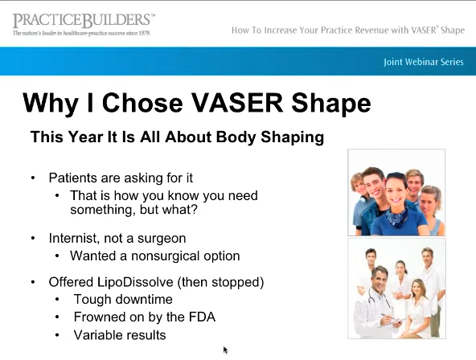 PRACTICEBUILDERS™
The nation's leader in healthcare-practice success since 1979
How To Increase Your Practice Revenue with VASER® Shape
Joint Webinar Series
Why I Chose VASER Shape
This Year It Is All About Body Shaping
• Patients are asking for it
• That is how you know you need
something, but what?
• Internist, not a surgeon
• Wanted a nonsurgical option
• Offered LipoDissolve (then stopped)
• Tough downtime
• Frowned on by the FDA
• Variable results